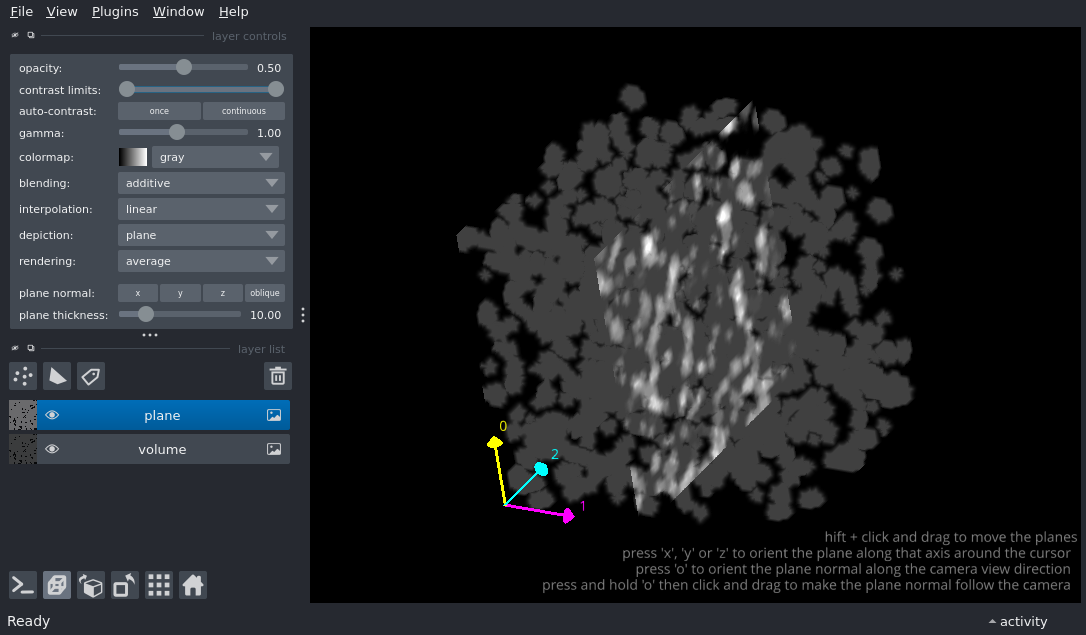 File View Plugins Window Help
layer controls
opacity: 0.50
contrast limits:
auto-contrast: once continuous
gamma: 1.00
colormap: gray
blending: additive
interpolation: linear
depiction: plane
rendering: average
plane normal: x y z oblique
plane thickness: 10.00
layer list
plane
volume
0
2
1
hift + click and drag to move the planes
press 'x', 'y' or 'z' to orient the plane along that axis around the cursor
press 'o' to orient the plane normal along the camera view direction
press and hold 'o' then click and drag to make the plane normal follow the camera
Ready
activity